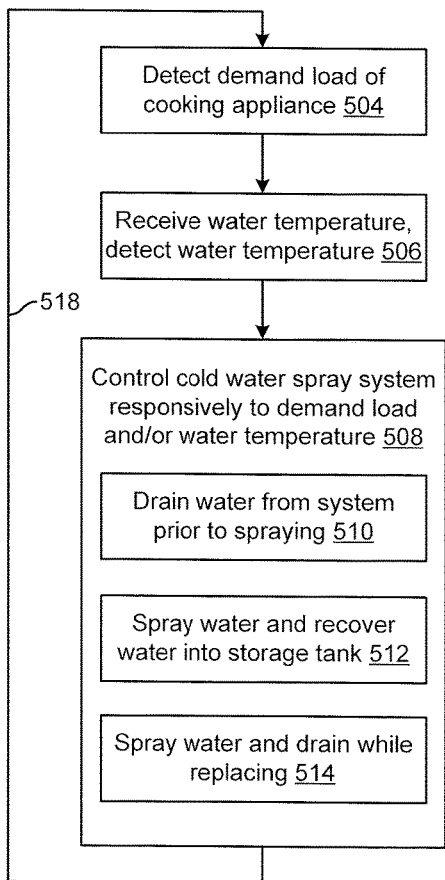 Detect demand load of
cooking appliance 504
Receive water temperature,
detect water temperature 506
518
Control cold water spray system
responsively to demand load
and/or water temperature 508
Drain water from system
prior to spraying 510
Spray water and recover
water into storage tank 512
Spray water and drain while
replacing 514